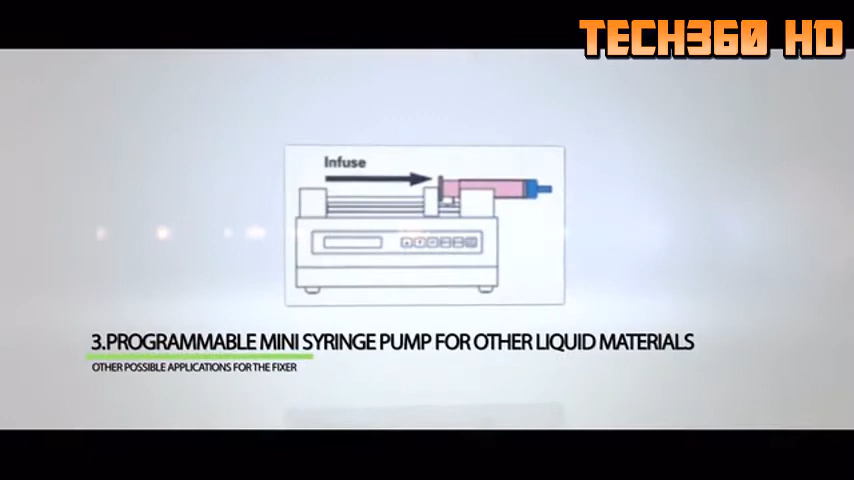 TECH360 HD
Infuse
3.PROGRAMMABLE MINI SYRINGE PUMP FOR OTHER LIQUID MATERIALS
OTHER POSSIBLE APPLICATIONS FOR THE FIXER